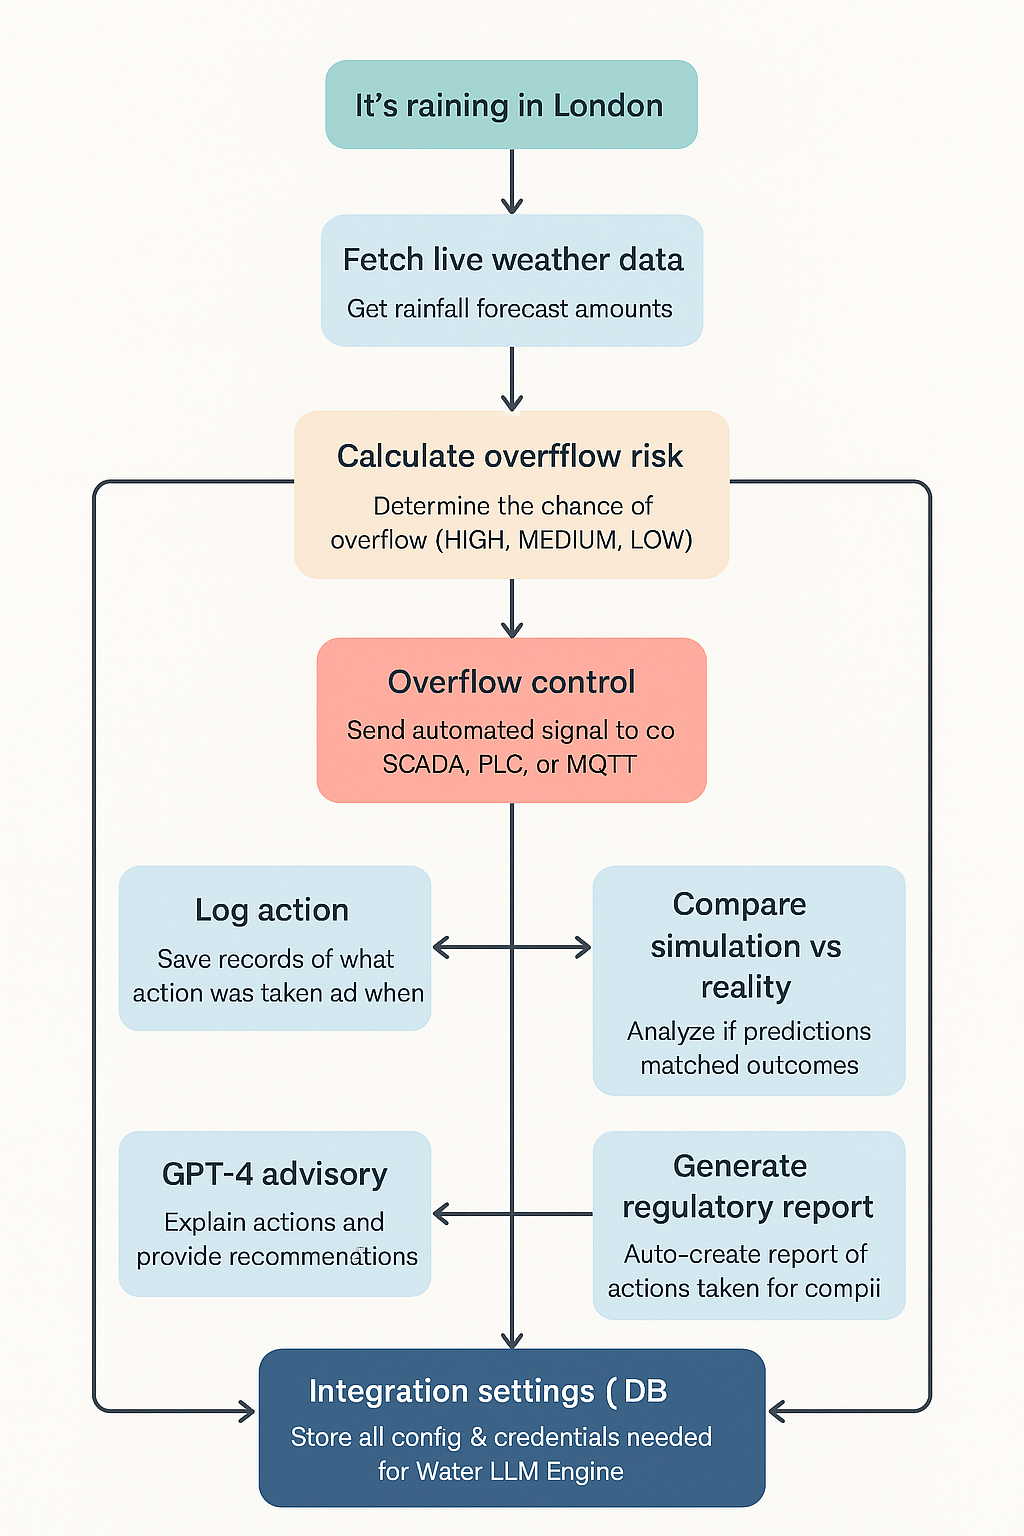 It's raining in London
Fetch live weather data
Get rainfall forecast amounts
Calculate overfflow risk
Determine the chance of
overflow (HIGH, MEDIUM, LOW)
Overflow control
Send automated signal to co
SCADA, PLC, or MQTT
Log action
Save records of what
action was taken ad when
Compare
simulation vs
reality
Analyze if predictions
matched outcomes
GPT-4 advisory
Explain actions and
provide recommenations
Generate
regulatory report
Auto-create report of
actions taken for compii
Integration settings ( DB
Store all config & credentials needed
for Water LLM Engine